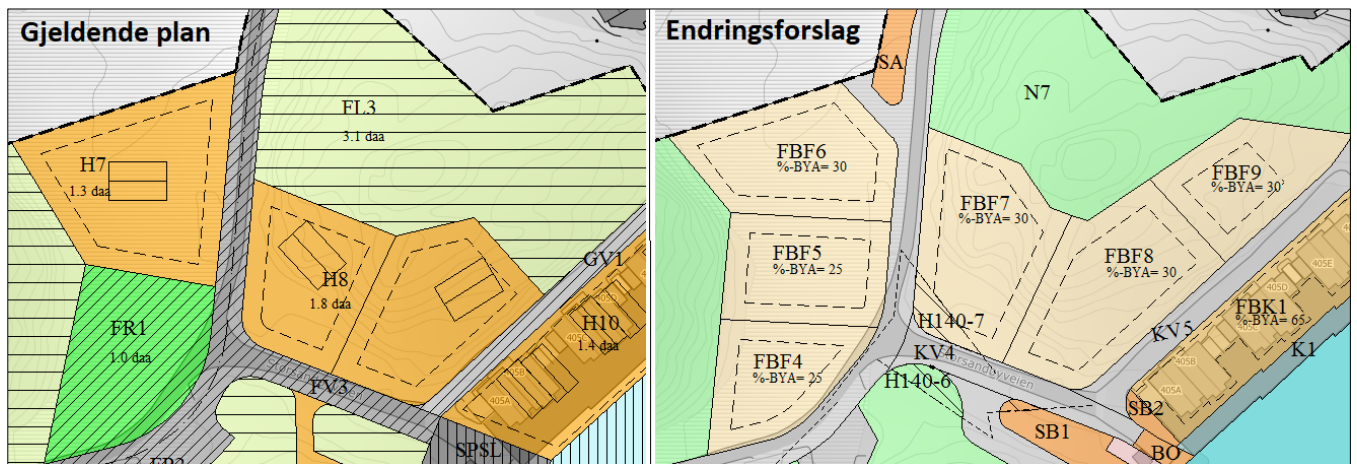 Gjeldende plan
FL3
3.1 daa
H7
1.3 daa
H8
1.8 daa
GV1
FR1
1.0 daa
H10
1.4 daa
405D
405C
405B
405A
FV3
SPSL
Endringsforslag
SA
N7
FBF6
%-BYA= 30
FBF9
%-BYA= 30
FBF7
%-BYA= 30
FBF5
%-BYA= 25
FBF8
%-BYA= 30
405E
405D
FBK1
%-BYA= 65
H140-7
KV5
K1
KV4
405B
FBF4
%-BYA= 25
H140-6
405A
SB2
SB1
BO